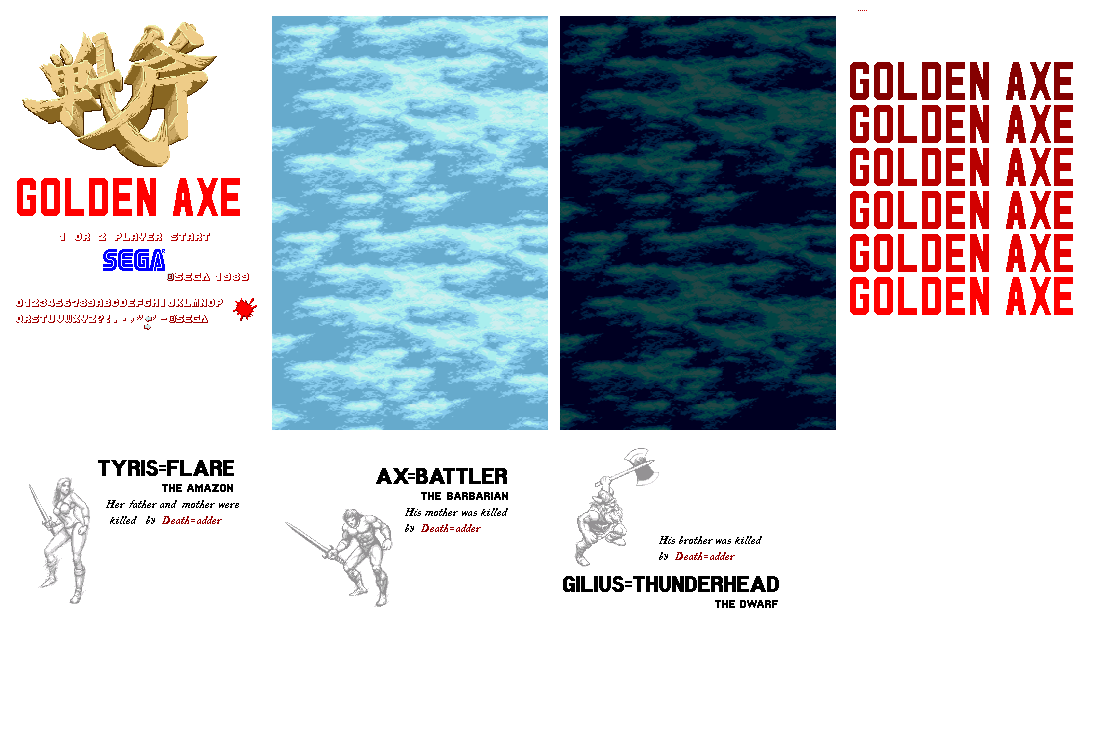 戦斧
GOLDEN AXE
1 OR 2 PLAYER START
SEGA
©SEGA 1989
0123456789ABCDEFGHIJKLMNOP
QRSTUVWXYZ?!.·,"©"-©SEGA
GOLDEN AXE
GOLDEN AXE
GOLDEN AXE
GOLDEN AXE
GOLDEN AXE
GOLDEN AXE
TYRIS=FLARE
THE AMAZON
Her father and mother were
killed by Death=adder
AX=BATTLER
THE BARBARIAN
His mother was killed
by Death=adder
His brother was killed
by Death=adder
GILIUS=THUNDERHEAD
THE DWARF